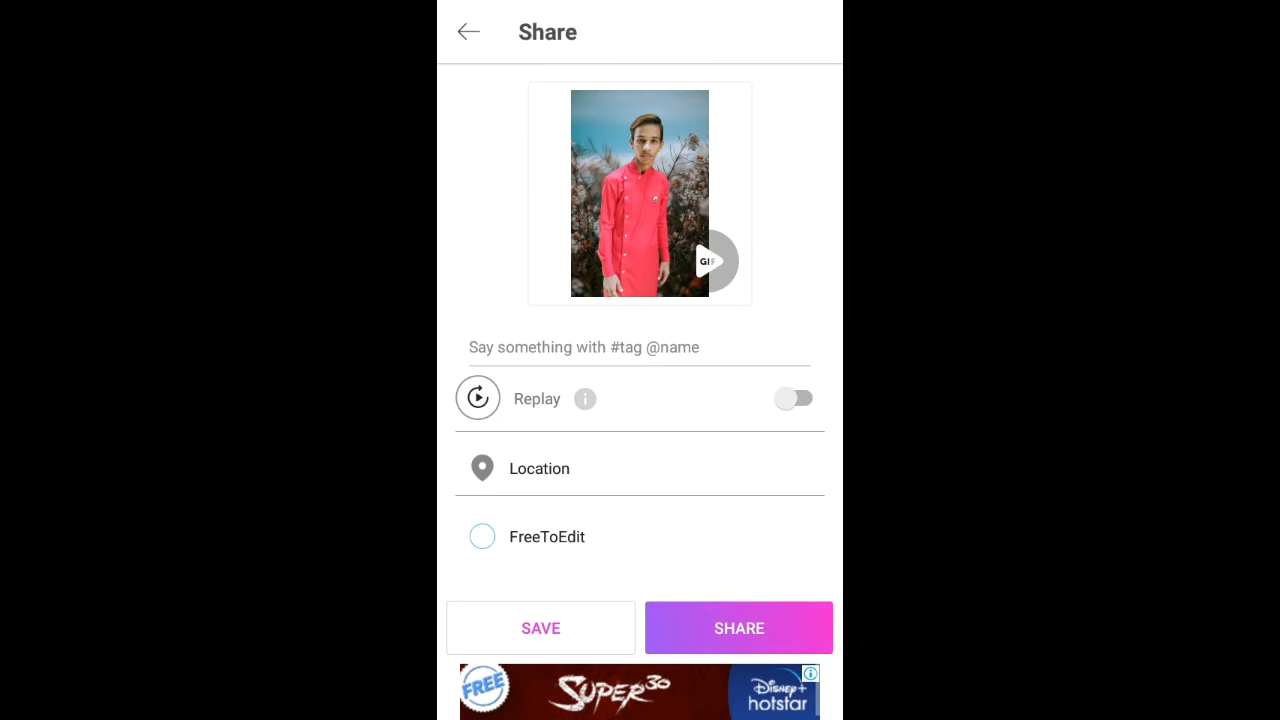 Share
GIF
Say something with #tag @name
Replay
Location
FreeToEdit
SAVE
SHARE
FREE
SUPER 30
Disney+
hotstar